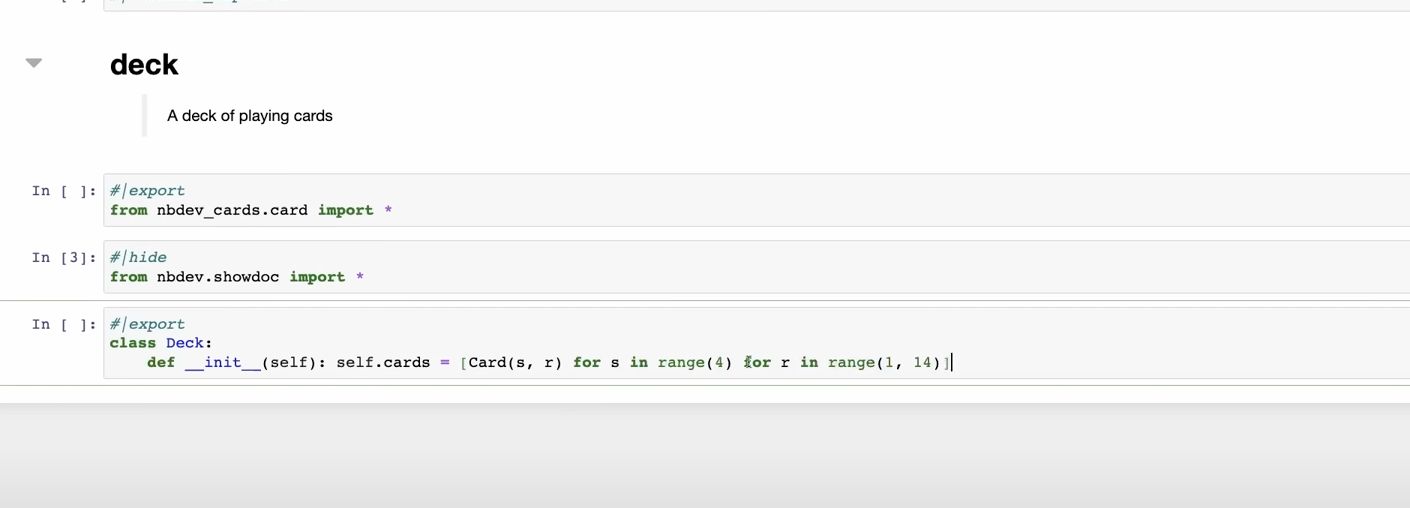 deck
A deck of playing cards
In [ ]: #|export
from nbdev_cards.card import *
In [3]: #|hide
from nbdev.showdoc import *
In [ ]: #|export
class Deck:
    def __init__(self): self.cards = [Card(s, r) for s in range(4) for r in range(1, 14)]